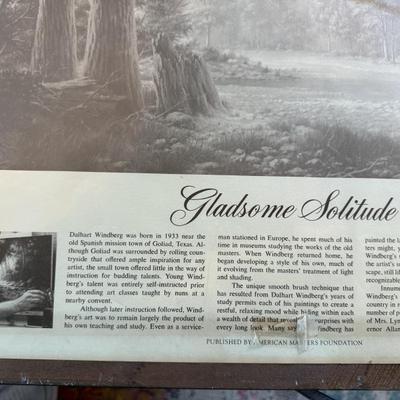 Gladsome Solitude
Dalhart Windberg was born in 1933 near the
old Spanish mission town of Goliad, Texas. Al-
though Goliad was surrounded by rolling coun-
tryside that offered ample inspiration for any
artist, the small town offered little in the way of
instruction for budding talents. Young Wind-
berg's talent was entirely self-instructed prior
to attending art classes taught by nuns at a
nearby convent.
Although later instruction followed, Wind-
berg's art was to remain largely the product of
his own teaching and study. Even as a service-
man stationed in Europe, he spent much of his
time in museums studying the works of the old
masters. When Windberg returned home, he
began developing a style of his own, much of
it evolving from the masters' treatment of light
and shading.
The unique smooth brush technique that
has resulted from Dalhart Windberg's years of
study permits each of his paintings to create a
restful, relaxing mood while hiding within each
a wealth of detail that surprises with
every long look. Many say Windberg has
painted the la
ters might, y
Windberg's
the artist's u
scape, still lif
recognizable
Innumer
Windberg's
country in
number of p
of Mrs. Lyn
ernor Allan
PUBLISHED BY AMERICAN MASTERS FOUNDATION